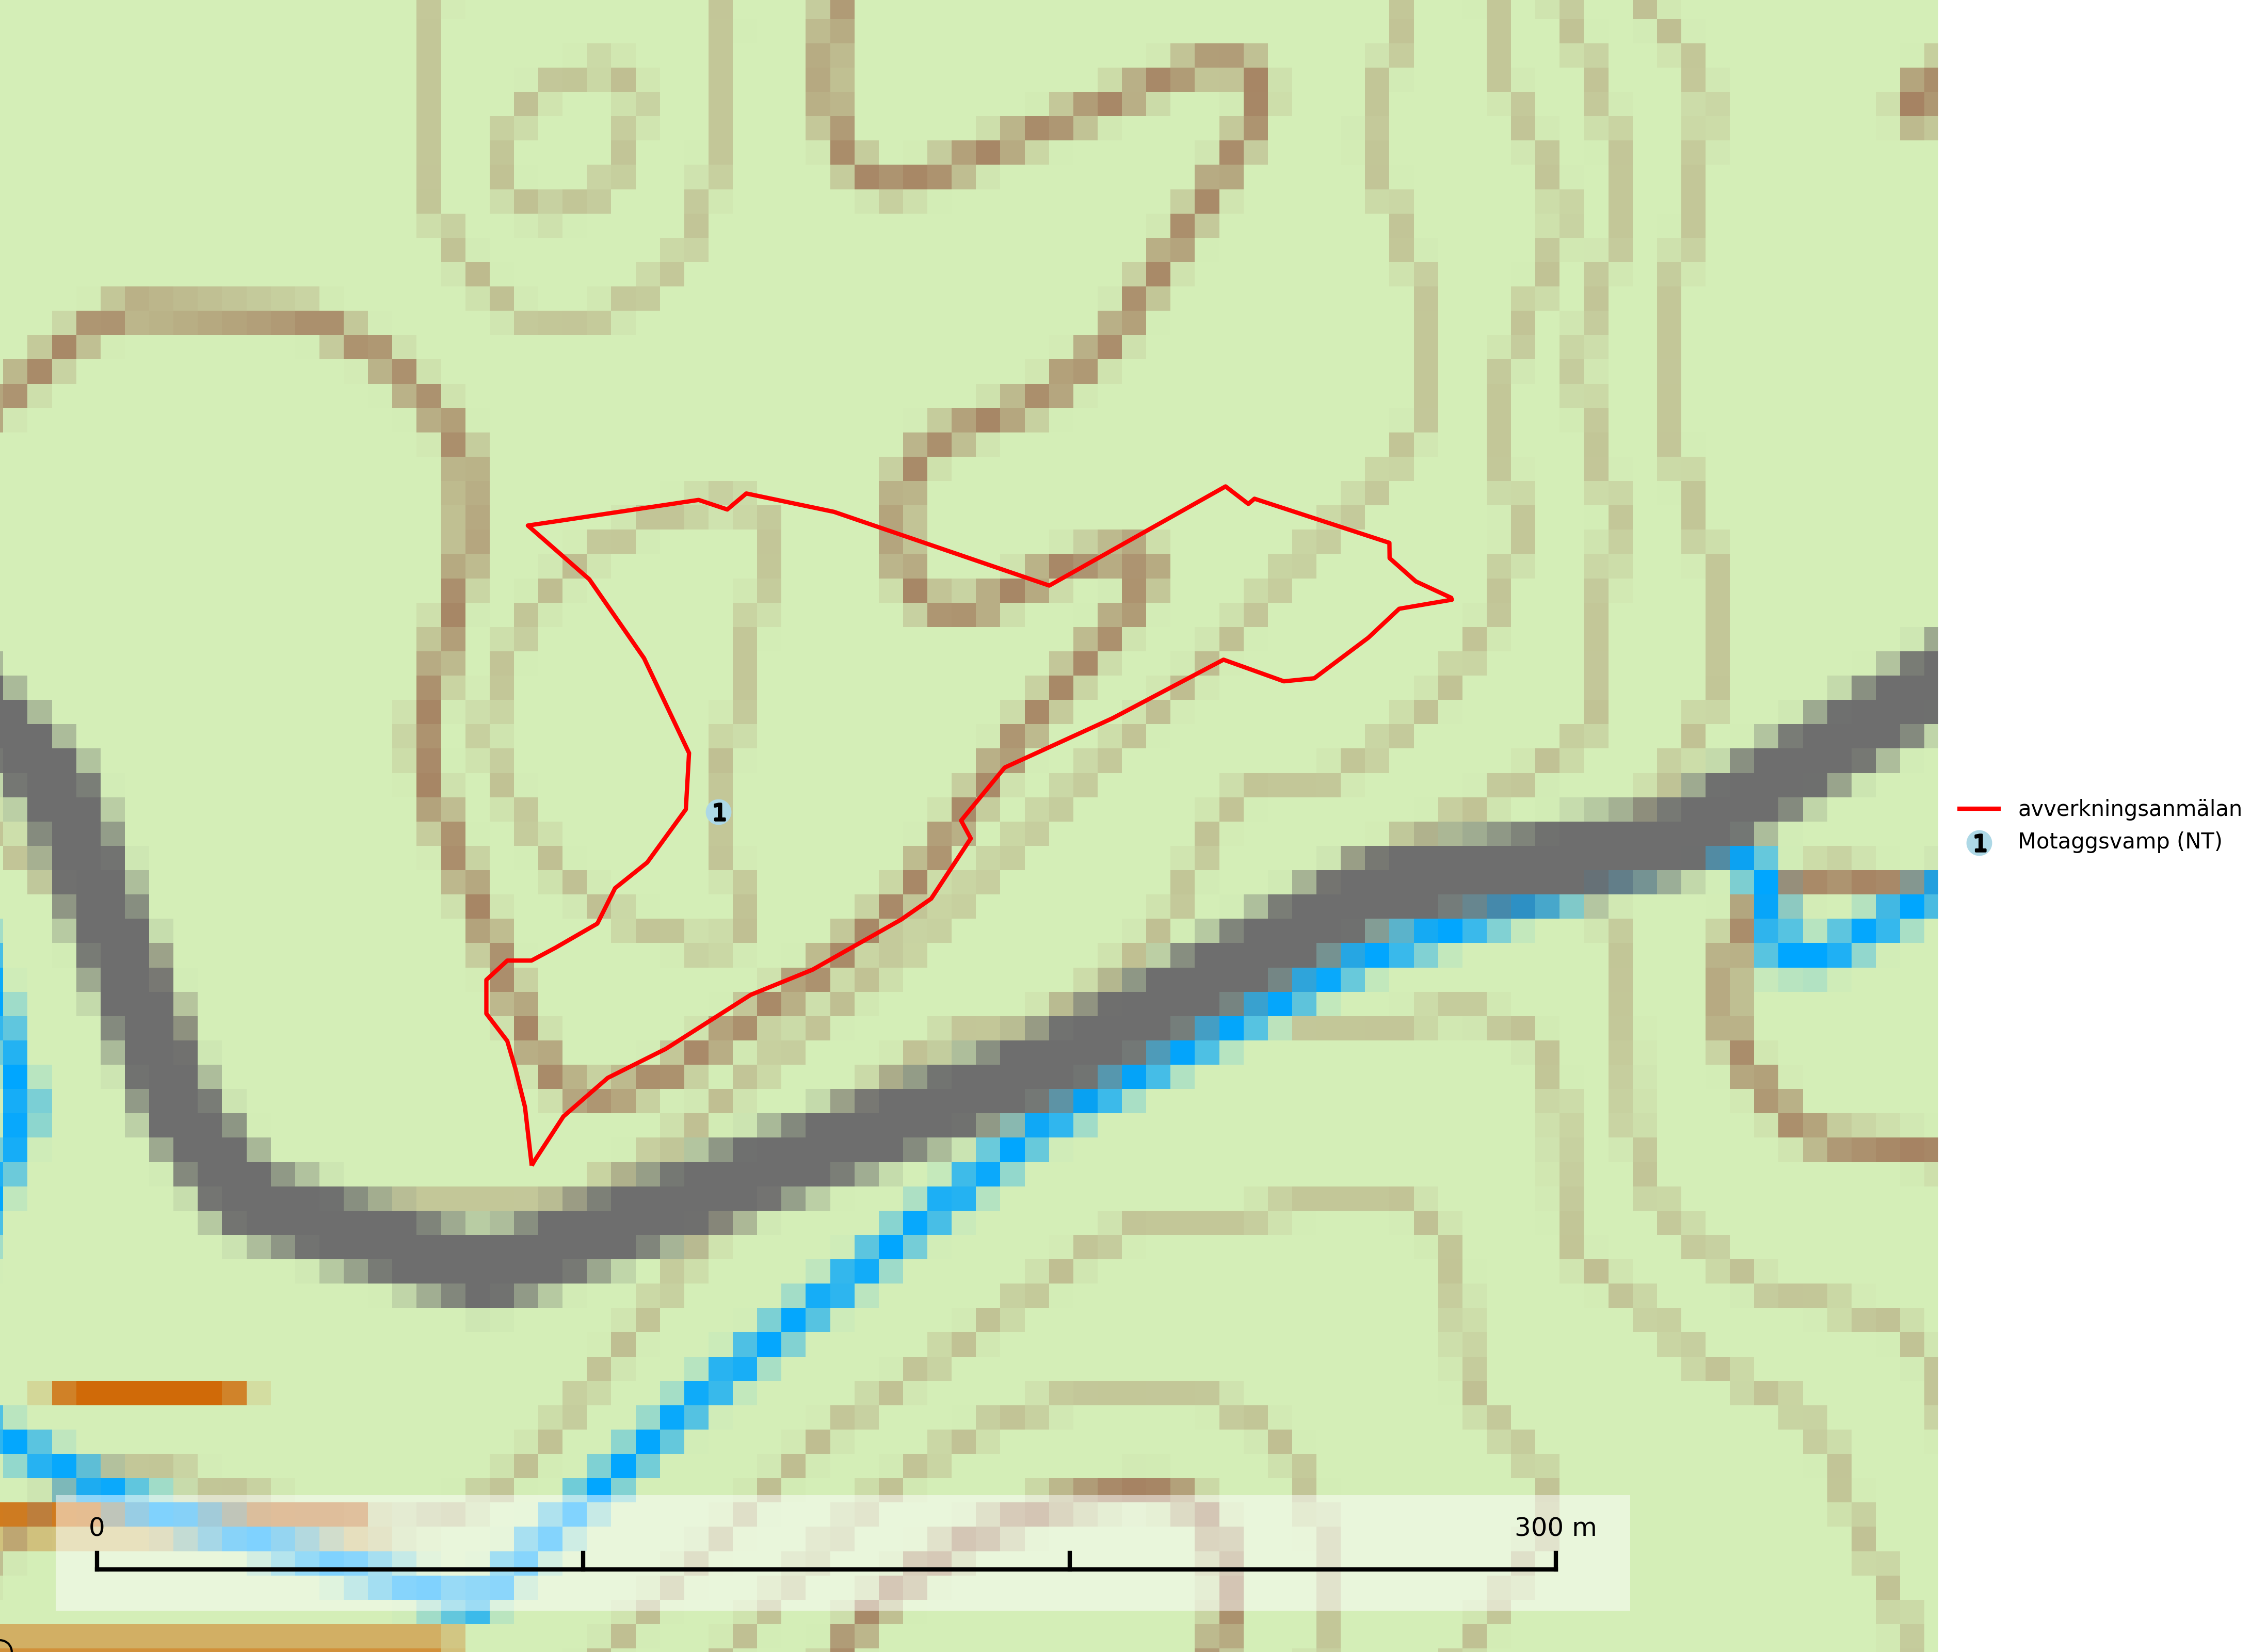 1
avverkningsanmälan
1 Motaggsvamp (NT)
0 300 m